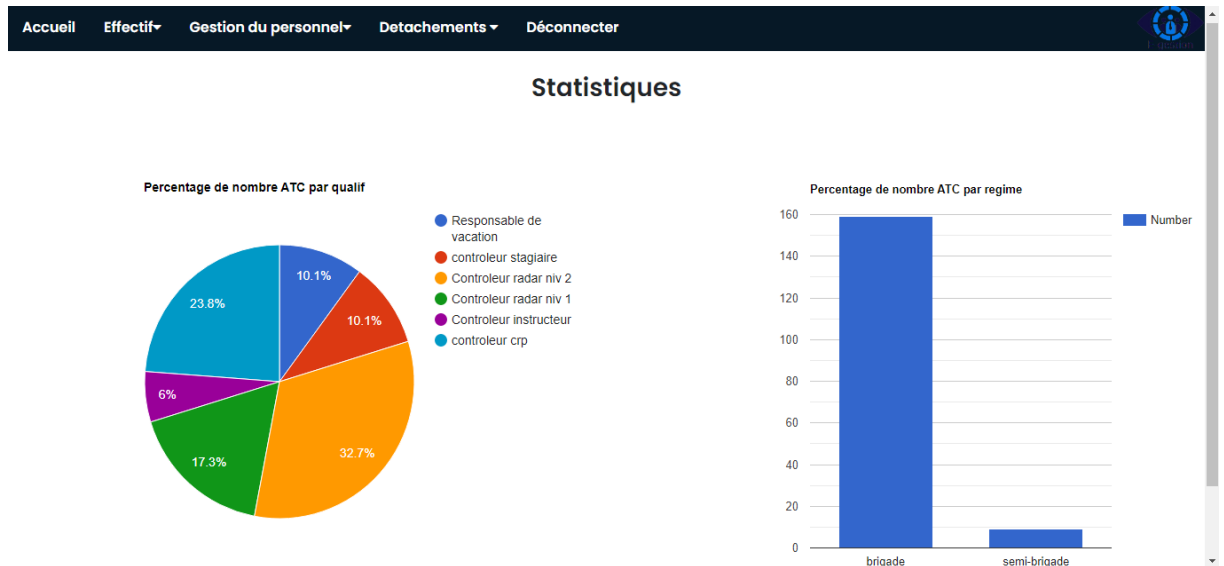 Accueil Effectif Gestion du personnel Detachements Déconnecter
Statistiques
Percentage de nombre ATC par qualif
Responsable de
vacation
controleur stagiaire
Controleur radar niv 2
Controleur radar niv 1
Controleur instructeur
controleur crp
10.1%
10.1%
32.7%
17.3%
6%
23.8%
Percentage de nombre ATC par regime
160
140
120
100
80
60
40
20
0
brigade semi-brigade
Number